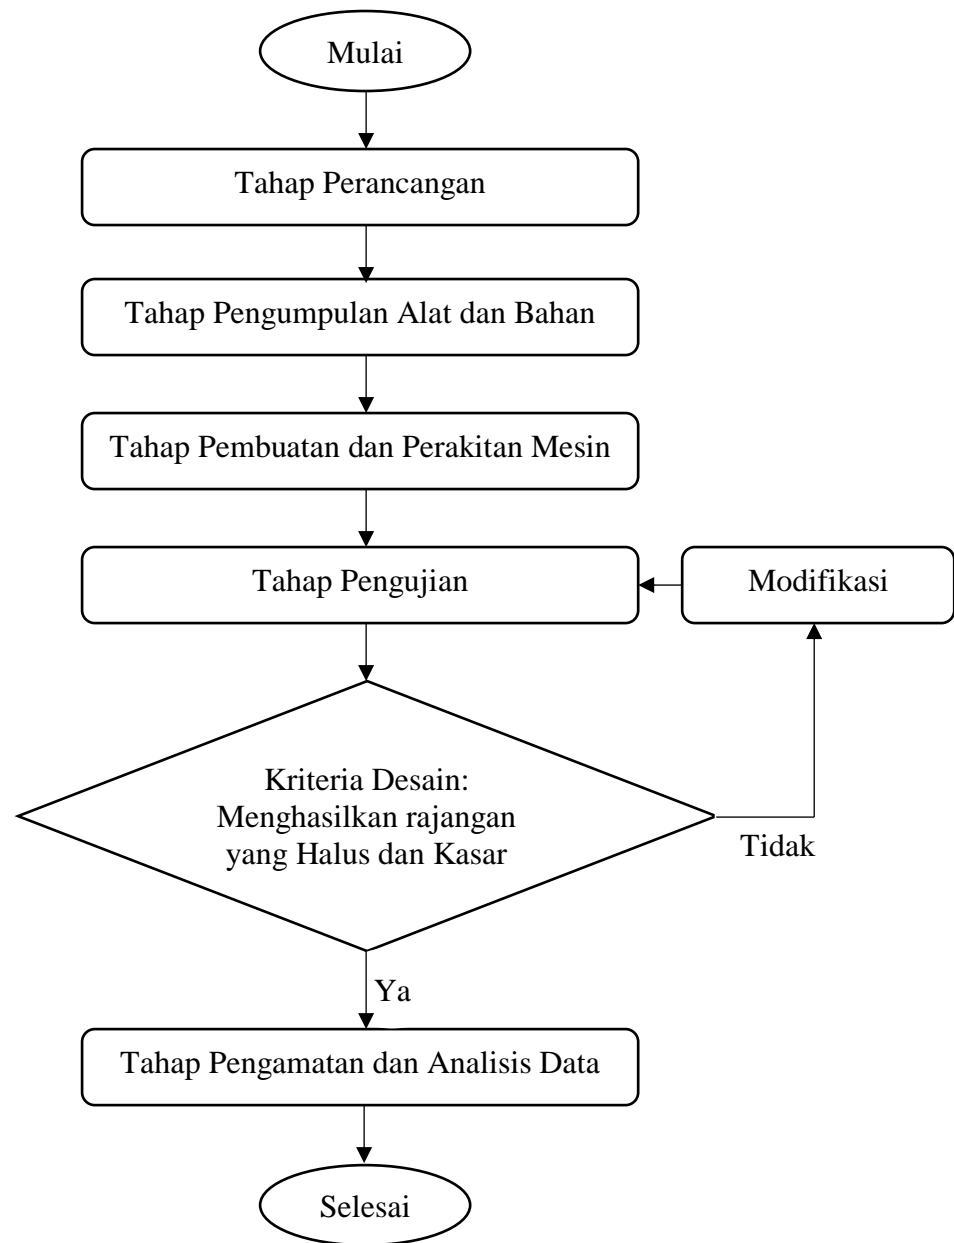 Mulai
Tahap Perancangan
Tahap Pengumpulan Alat dan Bahan
Tahap Pembuatan dan Perakitan Mesin
Tahap Pengujian
Modifikasi
Kriteria Desain:
Menghasilkan rajangan
yang Halus dan Kasar
Tidak
Ya
Tahap Pengamatan dan Analisis Data
Selesai